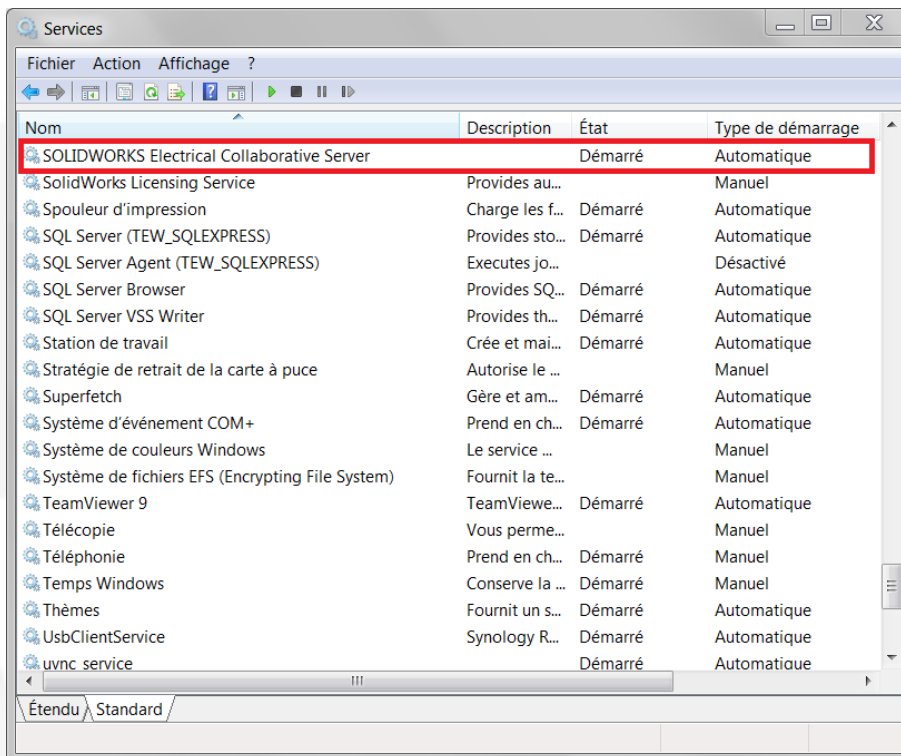 Services
Fichier Action Affichage ?
Nom Description État Type de démarrage
SOLIDWORKS Electrical Collaborative Server Démarré Automatique
SolidWorks Licensing Service Provides au... Manuel
Spouleur d'impression Charge les f... Démarré Automatique
SQL Server (TEW_SQLEXPRESS) Provides sto... Démarré Automatique
SQL Server Agent (TEW_SQLEXPRESS) Executes jo... Désactivé
SQL Server Browser Provides SQ... Démarré Automatique
SQL Server VSS Writer Provides th... Démarré Automatique
Station de travail Crée et mai... Démarré Automatique
Stratégie de retrait de la carte à puce Autorise le ... Manuel
Superfetch Gère et am... Démarré Automatique
Système d'événement COM+ Prend en ch... Démarré Automatique
Système de couleurs Windows Le service ... Manuel
Système de fichiers EFS (Encrypting File System) Fournit la te... Manuel
TeamViewer 9 TeamViewe... Démarré Automatique
Télécopie Vous perme... Manuel
Téléphonie Prend en ch... Démarré Manuel
Temps Windows Conserve la ... Démarré Manuel
Thèmes Fournit un s... Démarré Automatique
UsbClientService Synology R... Démarré Automatique
uvnc_service Démarré Automatique
Étendu Standard